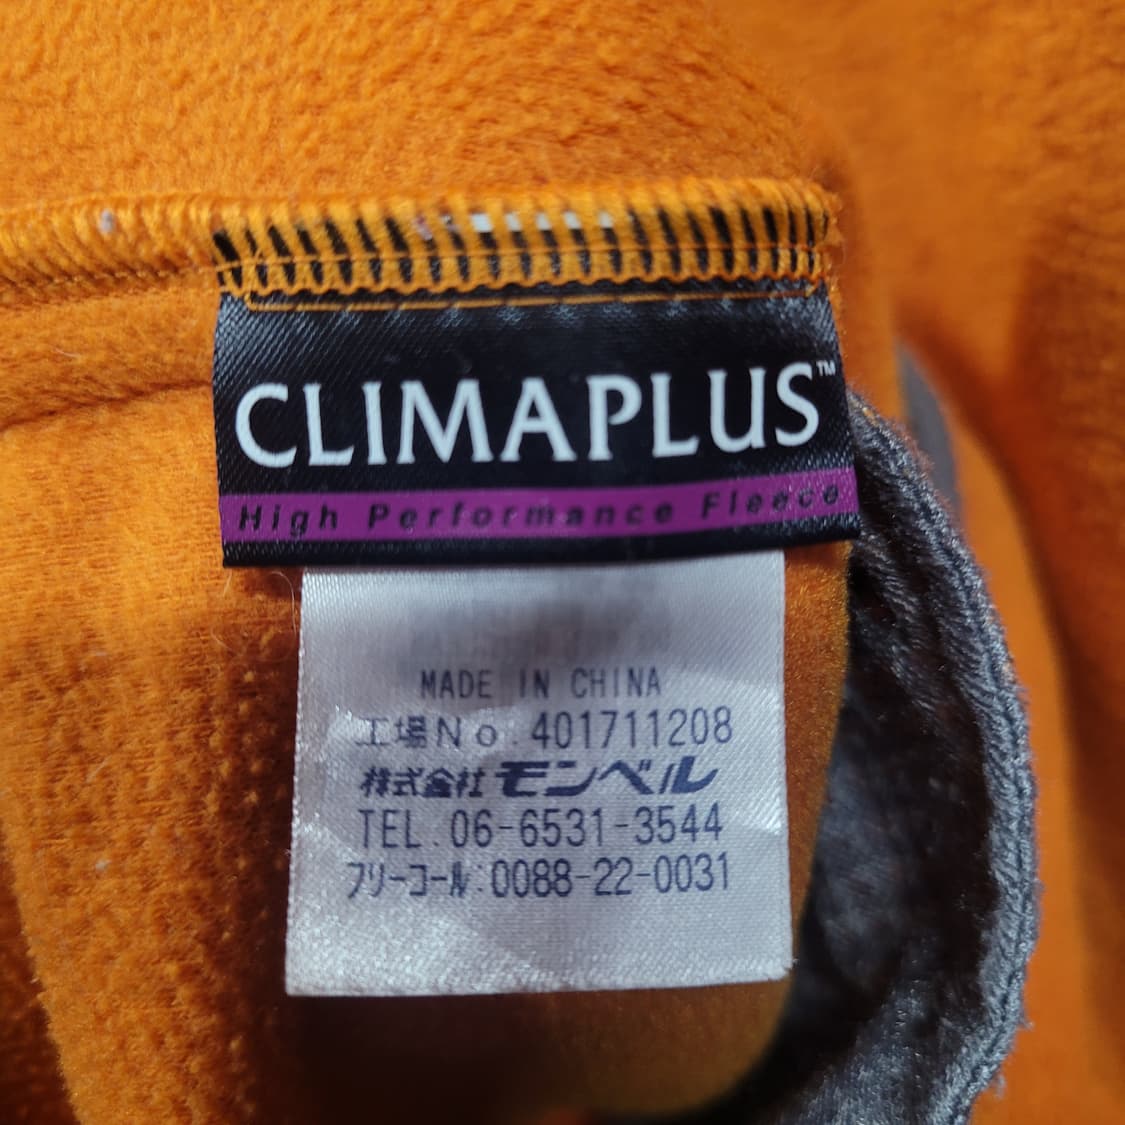 CLIMAPLUS™
High Performance Fleece
MADE IN CHINA
工場No.401711208
株式会社モンベル
TEL.06-6531-3544
フリーコール:0088-22-0031